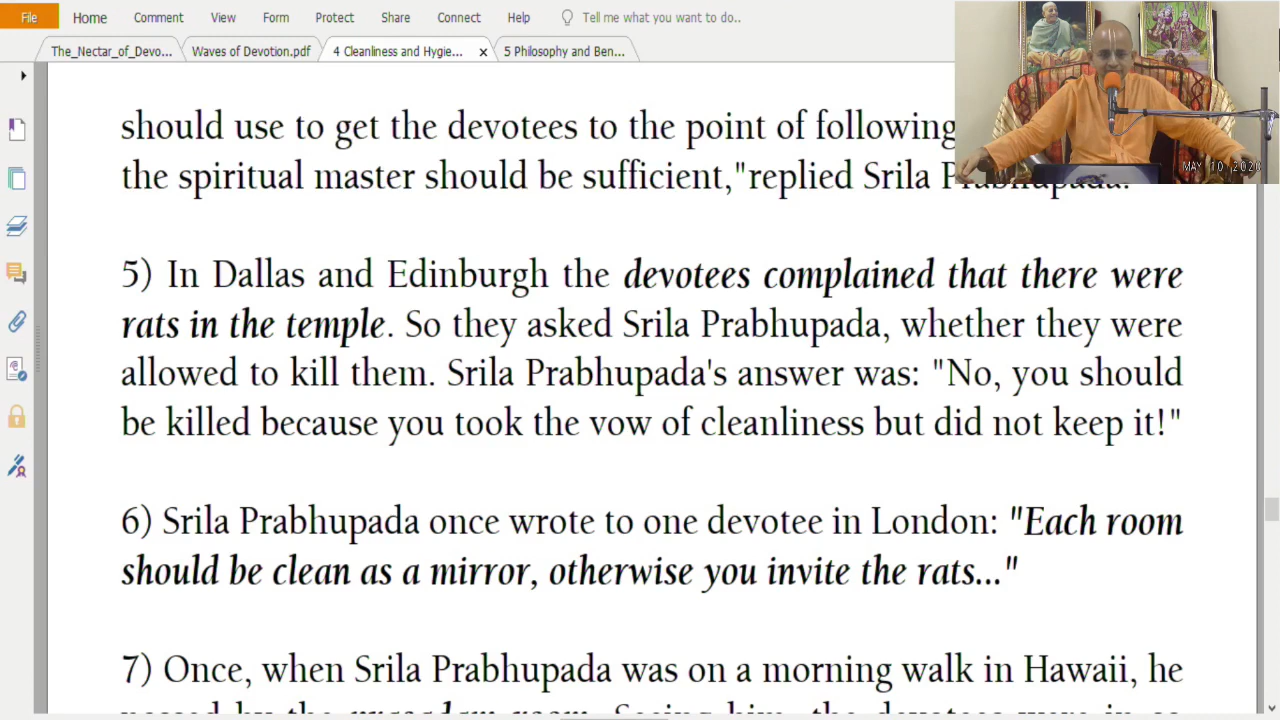 File Home Comment View Form Protect Share Connect Help Tell me what you want to do..
The_Nectar_of_Devo... Waves of Devotion.pdf 4 Cleanliness and Hygie... × 5 Philosophy and Ben...
should use to get the devotees to the point of following
the spiritual master should be sufficient,"replied Srila Prabhupada.
MAY 10 2020
5) In Dallas and Edinburgh the devotees complained that there were
rats in the temple. So they asked Srila Prabhupada, whether they were
allowed to kill them. Srila Prabhupada's answer was: "No, you should
be killed because you took the vow of cleanliness but did not keep it!"
6) Srila Prabhupada once wrote to one devotee in London: "Each room
should be clean as a mirror, otherwise you invite the rats..."
7) Once, when Srila Prabhupada was on a morning walk in Hawaii, he